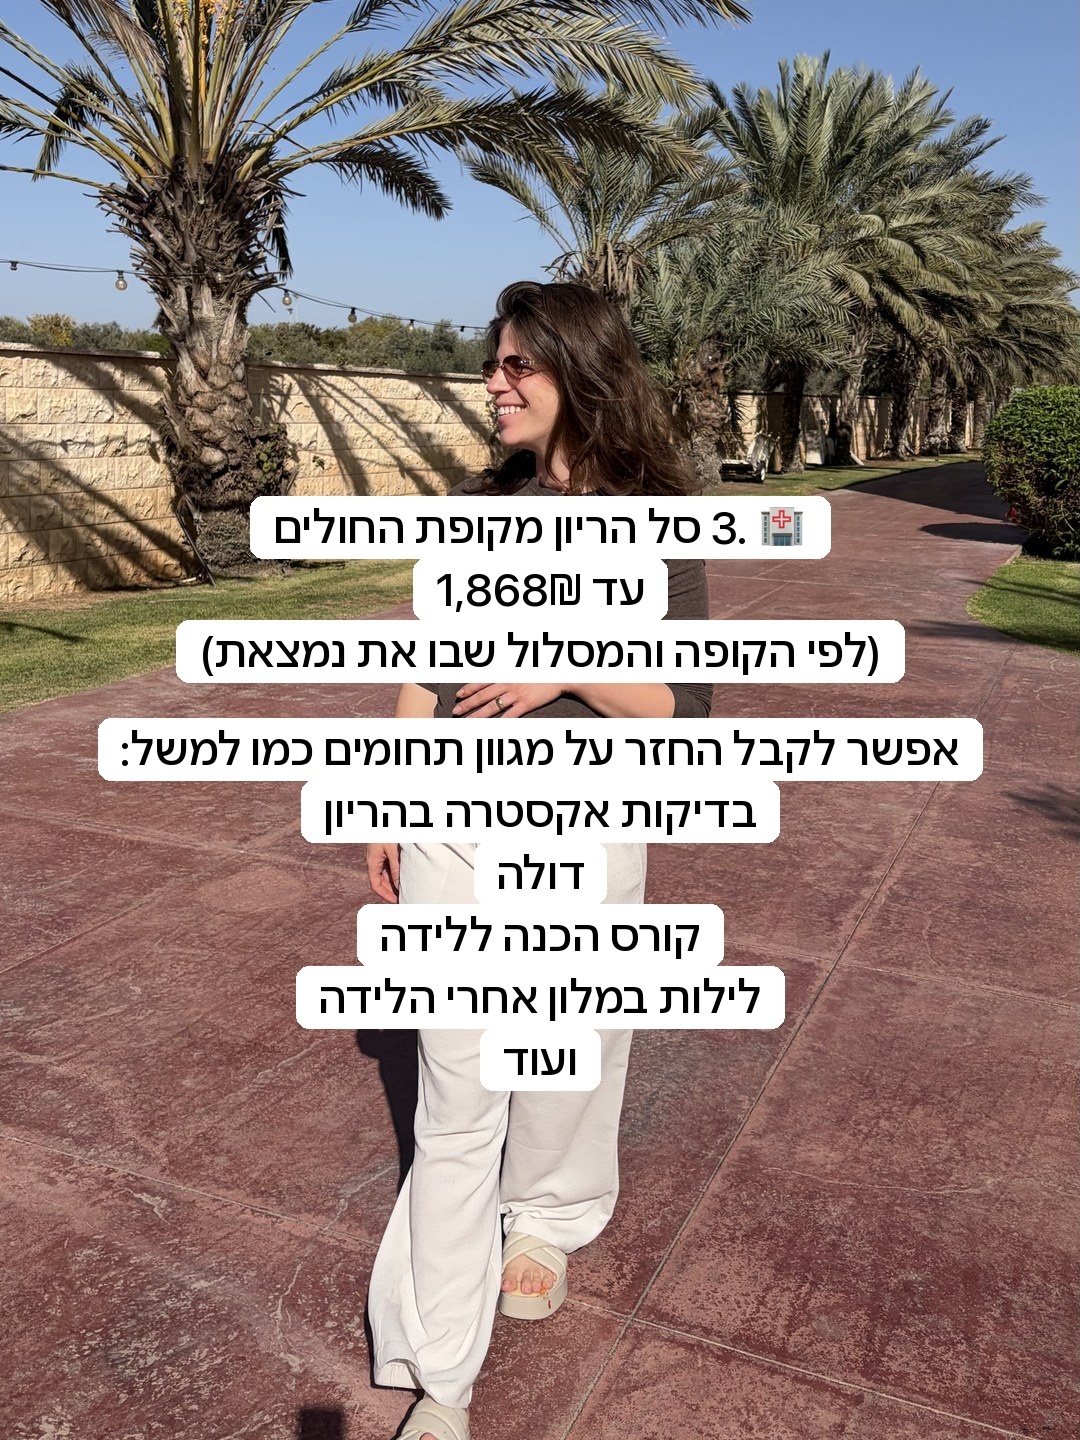 🏥 3. סל הריון מקופת החולים
עד 1,868₪
(לפי הקופה והמסלול שבו את נמצאת)
אפשר לקבל החזר על מגוון תחומים כמו למשל:
בדיקות אקסטרה בהריון
דולה
קורס הכנה ללידה
לילות במלון אחרי הלידה
ועוד